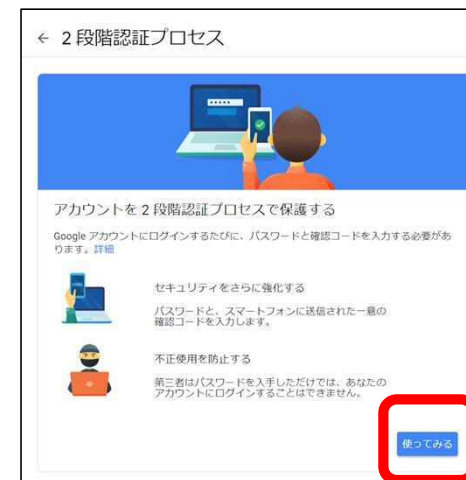 ← 2 段階認証プロセス
アカウントを 2 段階認証プロセスで保護する
Google アカウントにログインするたびに、パスワードと確認コードを入力する必要があ
ります。詳細
セキュリティをさらに強化する
パスワードと、スマートフォンに送信された一意の
確認コードを入力します。
不正使用を防止する
第三者はパスワードを入手しただけでは、あなたの
アカウントにログインすることはできません。
使ってみる